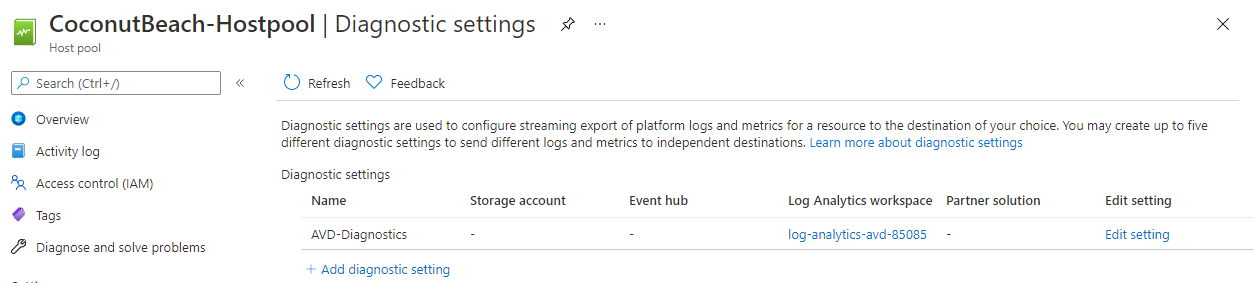 CoconutBeach-Hostpool | Diagnostic settings
Host pool
Search (Ctrl+/)
Overview
Activity log
Access control (IAM)
Tags
Diagnose and solve problems
Refresh Feedback
Diagnostic settings are used to configure streaming export of platform logs and metrics for a resource to the destination of your choice. You may create up to five
different diagnostic settings to send different logs and metrics to independent destinations. Learn more about diagnostic settings
Diagnostic settings
Name Storage account Event hub Log Analytics workspace Partner solution Edit setting
AVD-Diagnostics - - log-analytics-avd-85085 - Edit setting
+ Add diagnostic setting